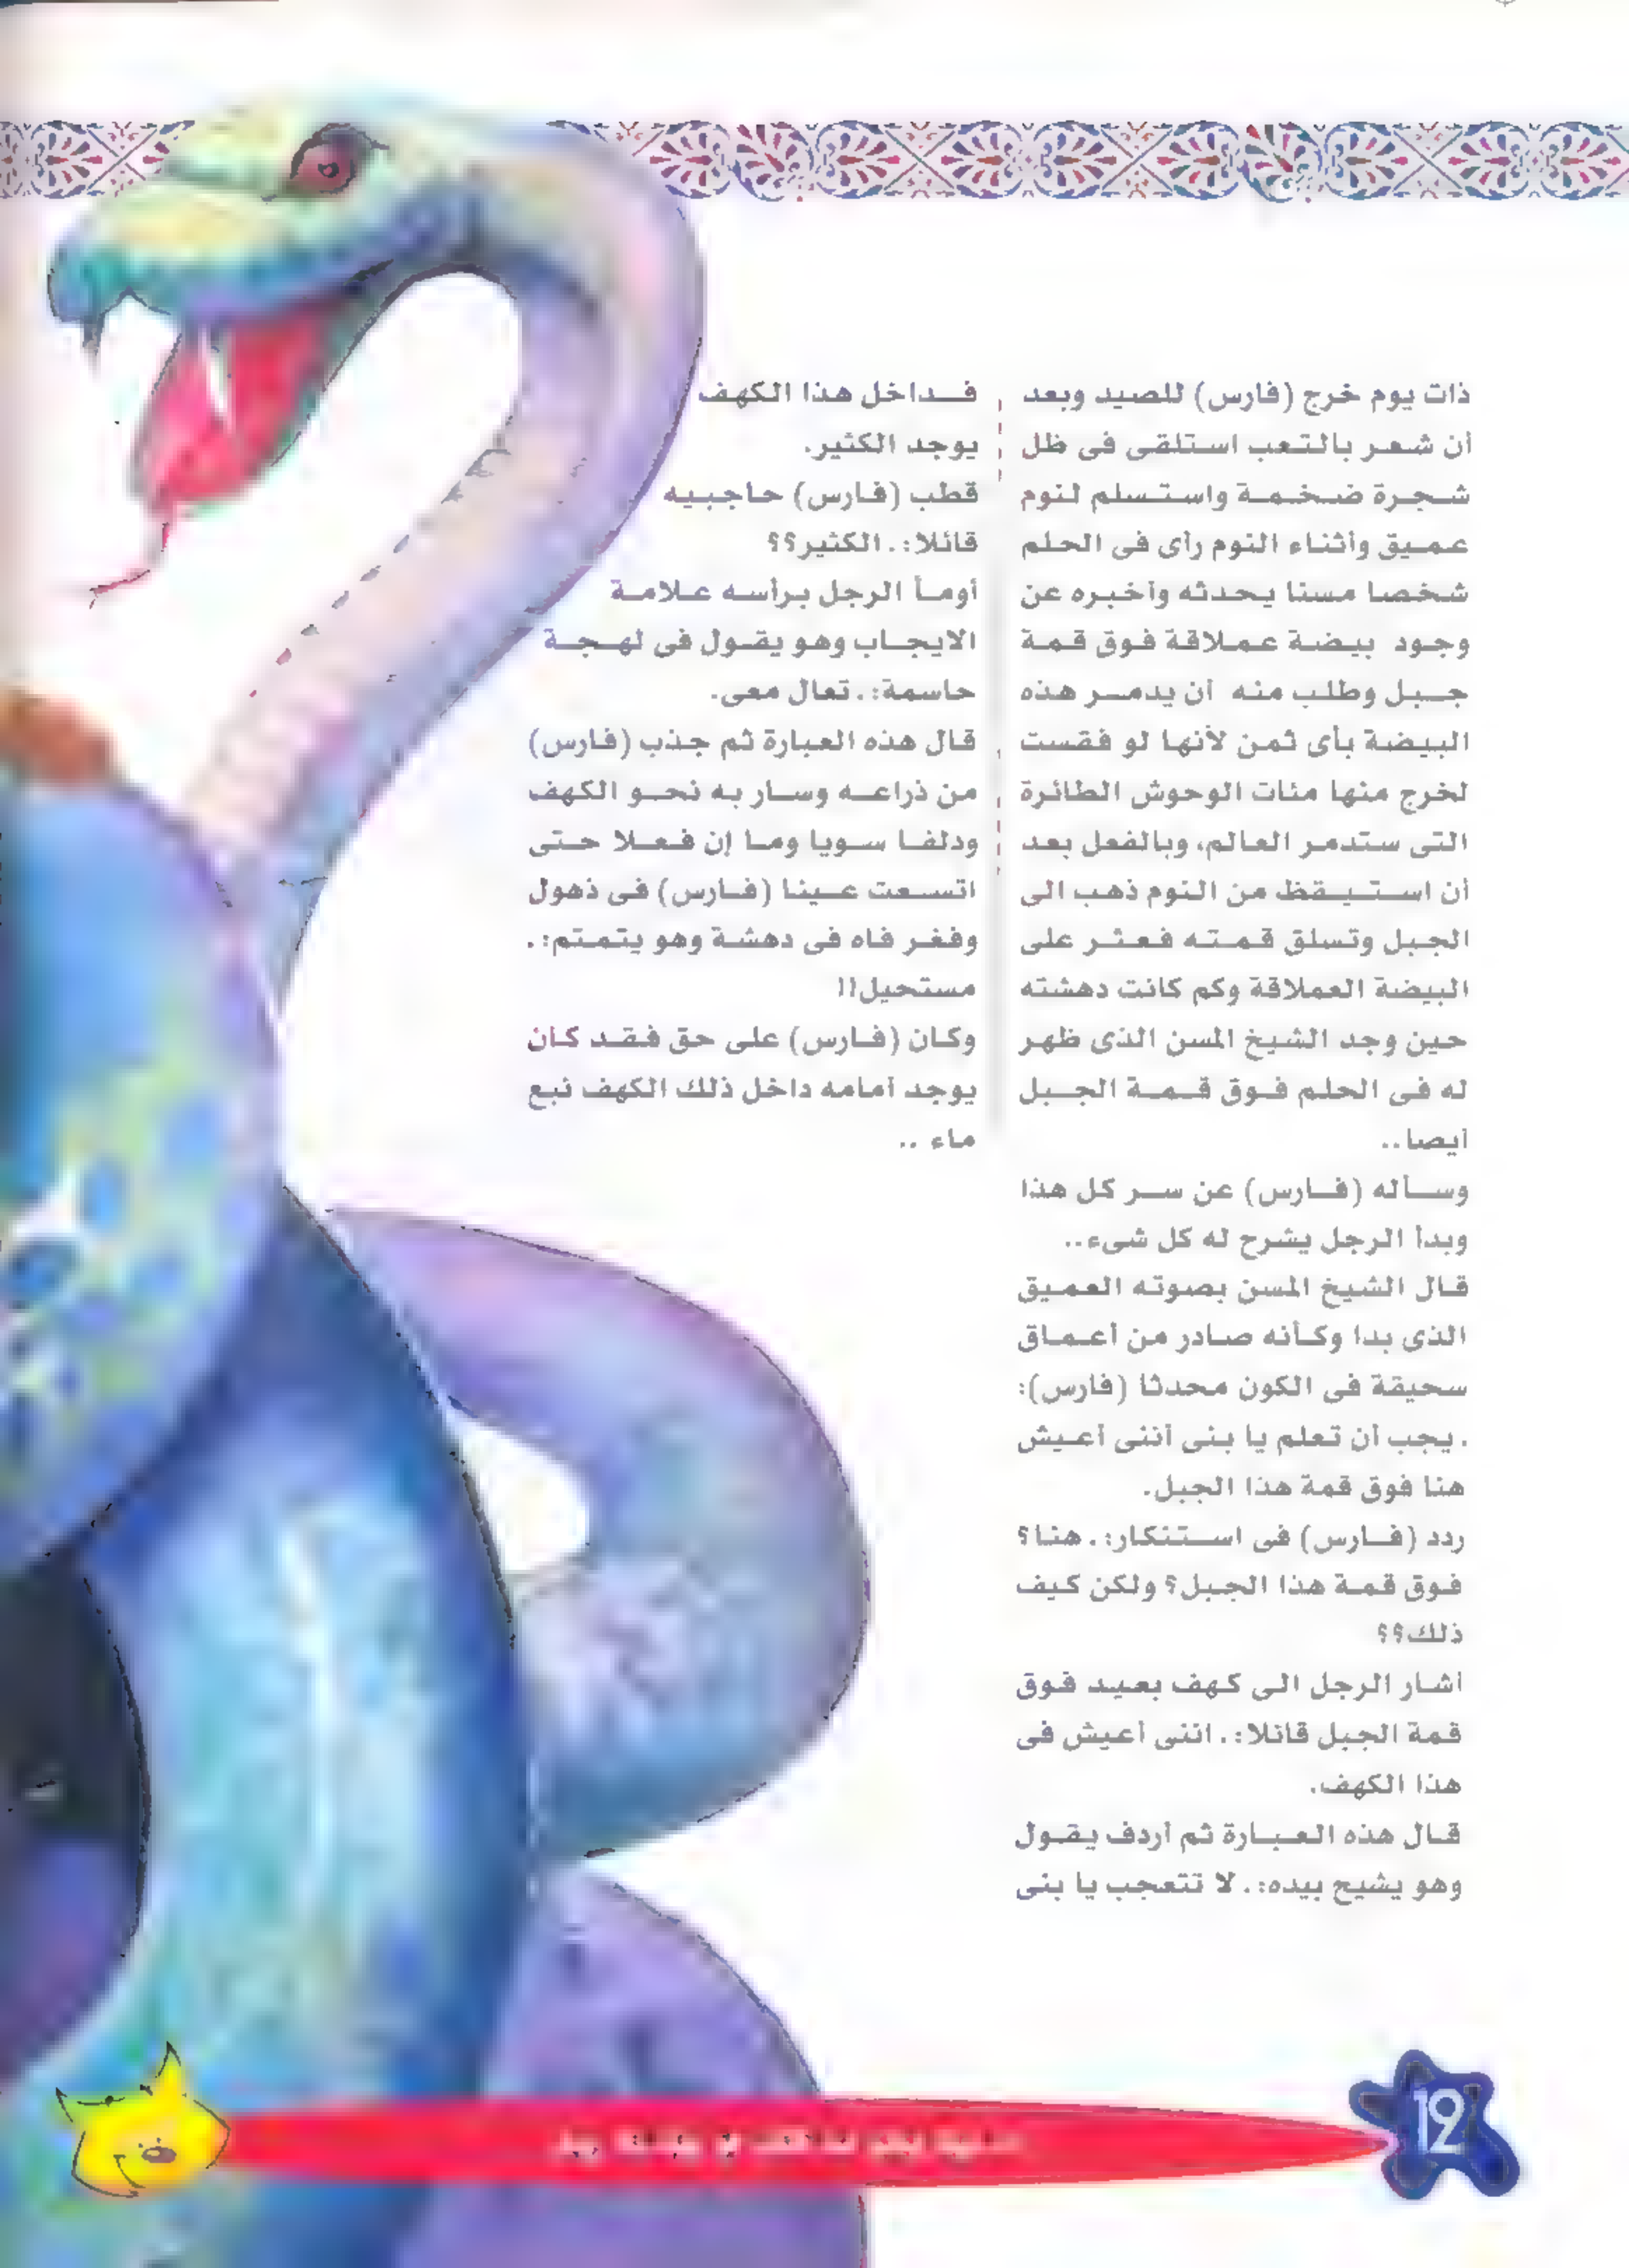 ذات يوم خرج (فارس) للصيد وبعد
أن شعر بالتعب استلقى فى ظل
شجرة ضخمة واستسلم لنوم
عميق وأثناء النوم رأى فى الحلم
شخصا مسنا يحدثه وأخبره عن
وجود بيضة عملاقة فوق قمة
جبل وطلب منه أن يدمر هذه
البيضة بأى ثمن لأنها لو فقست
لخرج منها مئات الوحوش الطائرة
التى ستدمر العالم، وبالفعل بعد
أن استيقظ من النوم ذهب الى
الجبل وتسلق قمته فعثر على
البيضة العملاقة وكم كانت دهشته
حين وجد الشيخ المسن الذى ظهر
له فى الحلم فوق قمة الجبل
أيضا..
وسأله (فارس) عن سر كل هذا
وبدأ الرجل يشرح له كل شىء..
قال الشيخ المسن بصوته العميق
الذى بدا وكأنه صادر من أعماق
سحيقة فى الكون محدثا (فارس):
. يجب أن تعلم يا بنى أننى أعيش
هنا فوق قمة هذا الجبل.
ردد (فارس) فى استنكار:. هنا؟
فوق قمة هذا الجبل؟ ولكن كيف
ذلك؟؟
أشار الرجل الى كهف بعيد فوق
قمة الجبل قائلا:. اننى أعيش فى
هذا الكهف.
قال هذه العبارة ثم أردف يقول
وهو يشيح بيده:. لا تتعجب يا بنى
فداخل هذا الكهف
يوجد الكثير.
قطب (فارس) حاجبيه
قائلا:. الكثير؟؟
أومأ الرجل برأسه علامة
الايجاب وهو يقول فى لهجة
حاسمة:. تعال معى.
قال هذه العبارة ثم جذب (فارس)
من ذراعه وسار به نحو الكهف
ودلفا سويا وما إن فعلا حتى
اتسعت عينا (فارس) فى ذهول
وفغر فاه فى دهشة وهو يتمتم:.
مستحيل!!
وكان (فارس) على حق فقد كان
يوجد أمامه داخل ذلك الكهف نبع
ماء ..
12